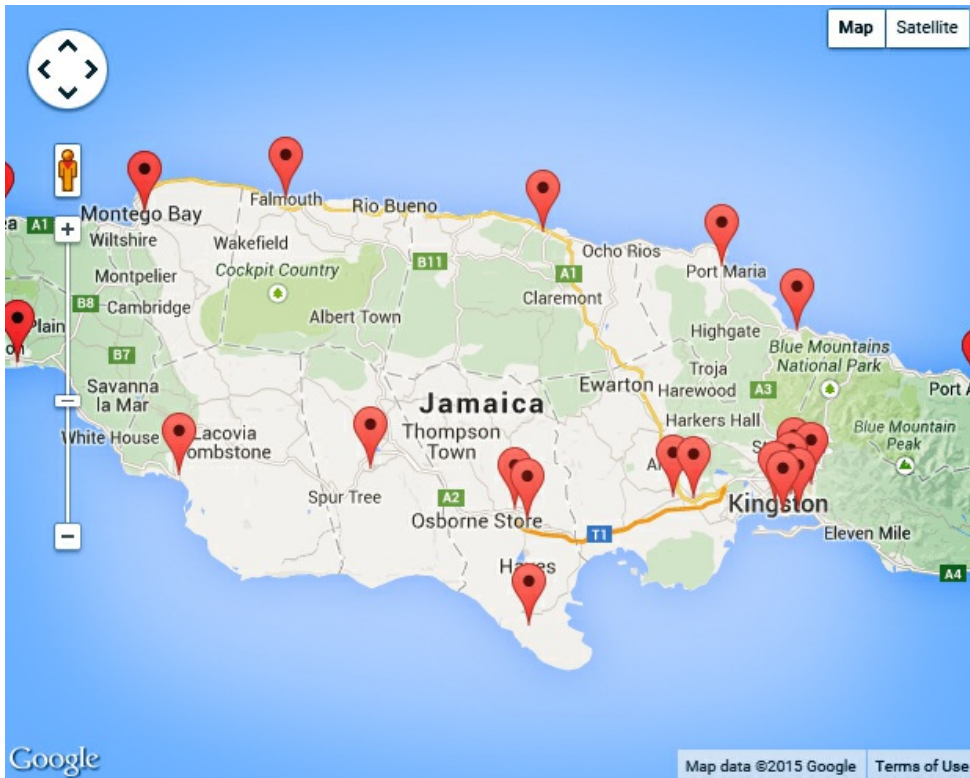 Map Satellite
Falmouth
Rio Bueno
A1 Montego Bay
Wiltshire
Wakefield
Ocho Rios
Cockpit Country
B11
A1
Port Maria
Montpelier
Claremont
B8
Cambridge
Plain
Albert Town
Highgate
B7
Blue Mountains
National Park
Troja
Savanna
la Mar
Ewarton
Harewood
A3
Port A
Jamaica
Harkers Hall
White House
Lacovia
ombstone
Thompson
Town
Blue Mountain
Peak
Spur Tree
A2
Kingston
Osborne Store
T1
Eleven Mile
Hayes
A4
Google
Map data ©2015 Google Terms of Use